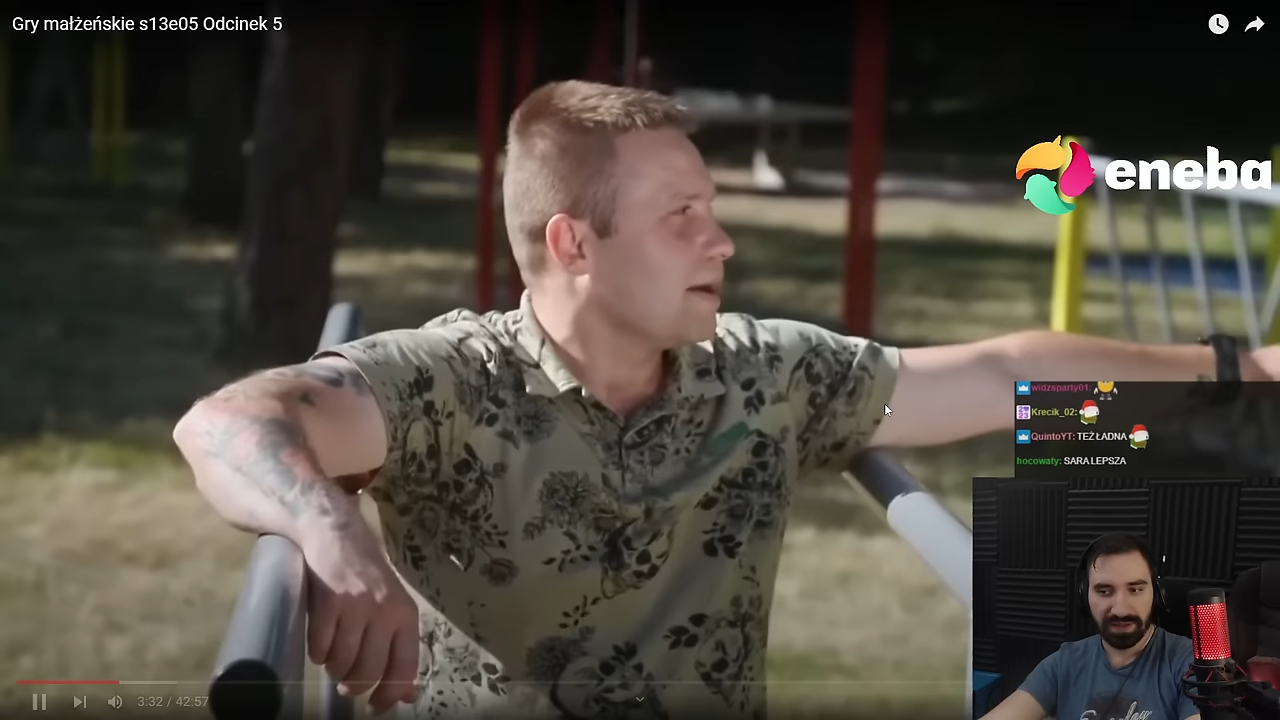 Gry małżeńskie s13e05 Odcinek 5
eneba
widzsparty01:
Krecik_02:
QuintoYT: TEŻ ŁADNA
hocowaty: SARA LEPSZA
3:32 / 42:57